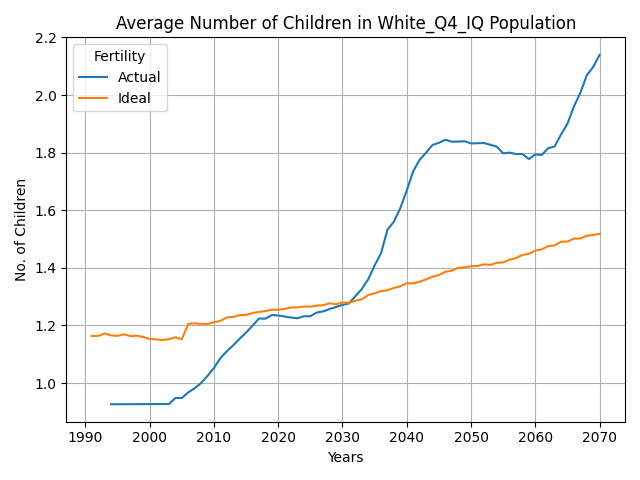 Average Number of Children in White_Q4_IQ Population
Fertility
Actual
Ideal
No. of Children
2.2
2.0
1.8
1.6
1.4
1.2
1.0
1990 2000 2010 2020 2030 2040 2050 2060 2070
Years